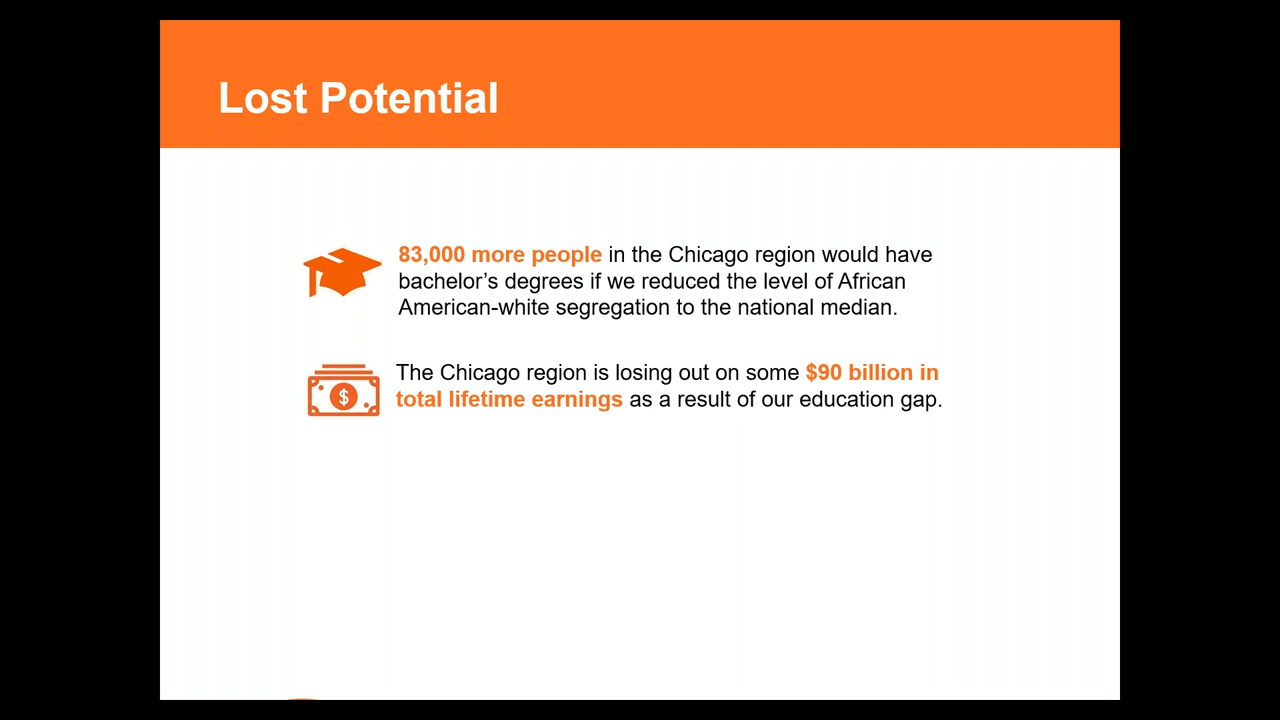 Lost Potential
83,000 more people in the Chicago region would have
bachelor’s degrees if we reduced the level of African
American-white segregation to the national median.
The Chicago region is losing out on some $90 billion in
total lifetime earnings as a result of our education gap.
$